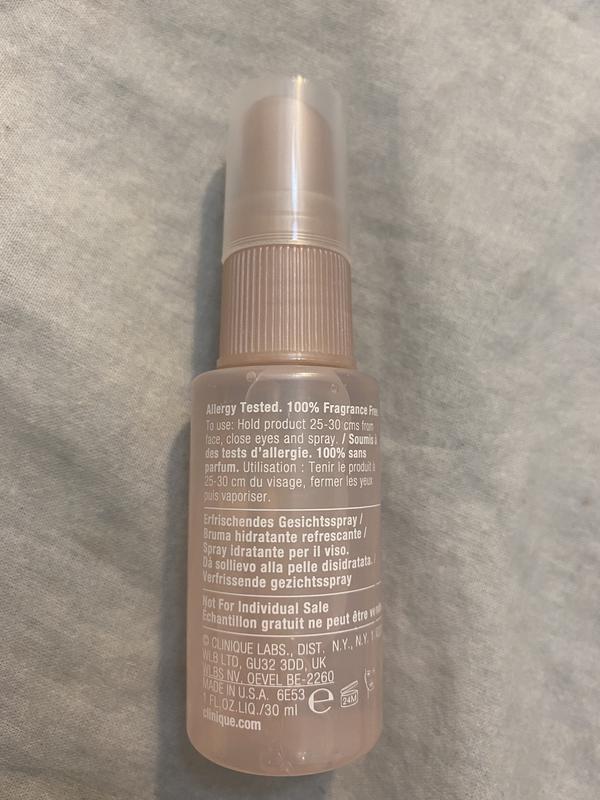 Allergy Tested. 100% Fragrance Free.
To use: Hold product 25-30 cms from
face, close eyes and spray. / Soumis à
des tests d'allergie. 100% sans
parfum. Utilisation : Tenir le produit à
25-30 cm du visage, fermer les yeux
puis vaporiser.
Erfrischendes Gesichtsspray /
Bruma hidratante refrescante /
Spray idratante per il viso.
Dà sollievo alla pelle disidratata. /
Verfrissende gezichtsspray
Not For Individual Sale
Échantillon gratuit ne peut être
© CLINIQUE LABS., DIST. N.Y., N.Y.
WLB LTD, GU32 3DD, UK
WLBS NV. OEVEL BE-2260
MADE IN U.S.A. 6E53
1 FL.OZ.LIQ./30 ml e 24M
clinique.com